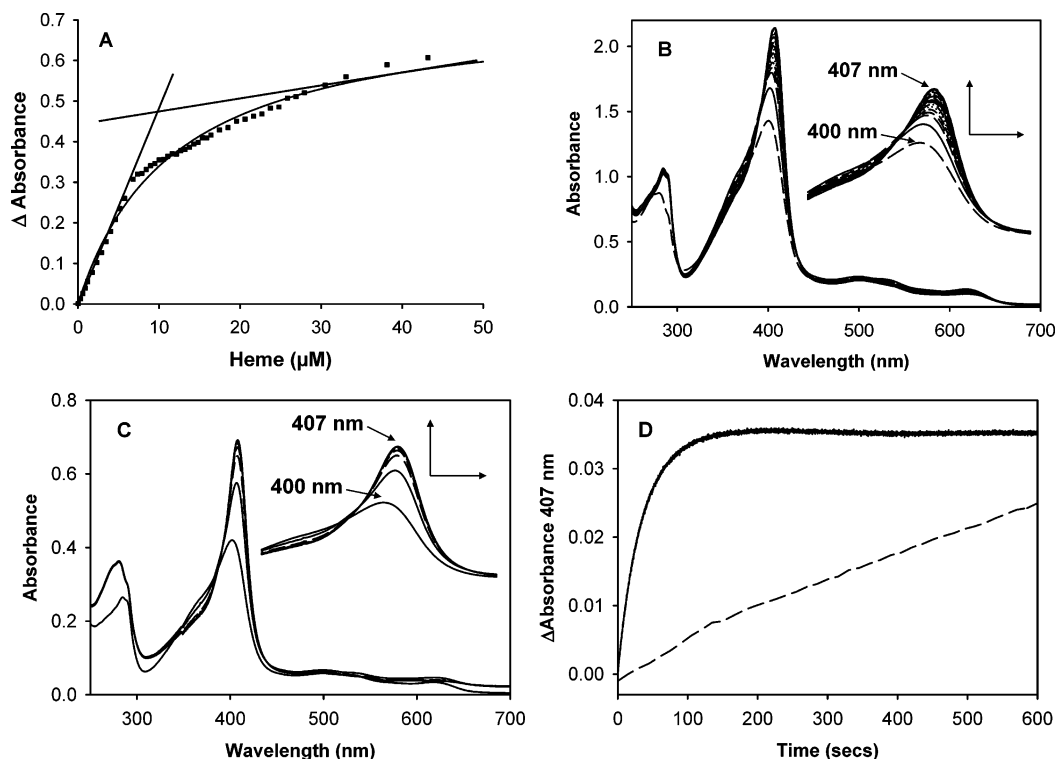 A
0.7
0.6
0.5
0.4
0.3
0.2
0.1
0.0
Δ Absorbance
0 10 20 30 40 50
Heme (µM)
B
2.0
1.5
1.0
0.5
0.0
Absorbance
407 nm
400 nm
300 400 500 600 700
Wavelength (nm)
C
0.8
0.6
0.4
0.2
0.0
Absorbance
407 nm
400 nm
300 400 500 600 700
Wavelength (nm)
D
0.04
0.03
0.02
0.01
0.00
ΔAbsorbance 407 nm
0 100 200 300 400 500 600
Time (secs)